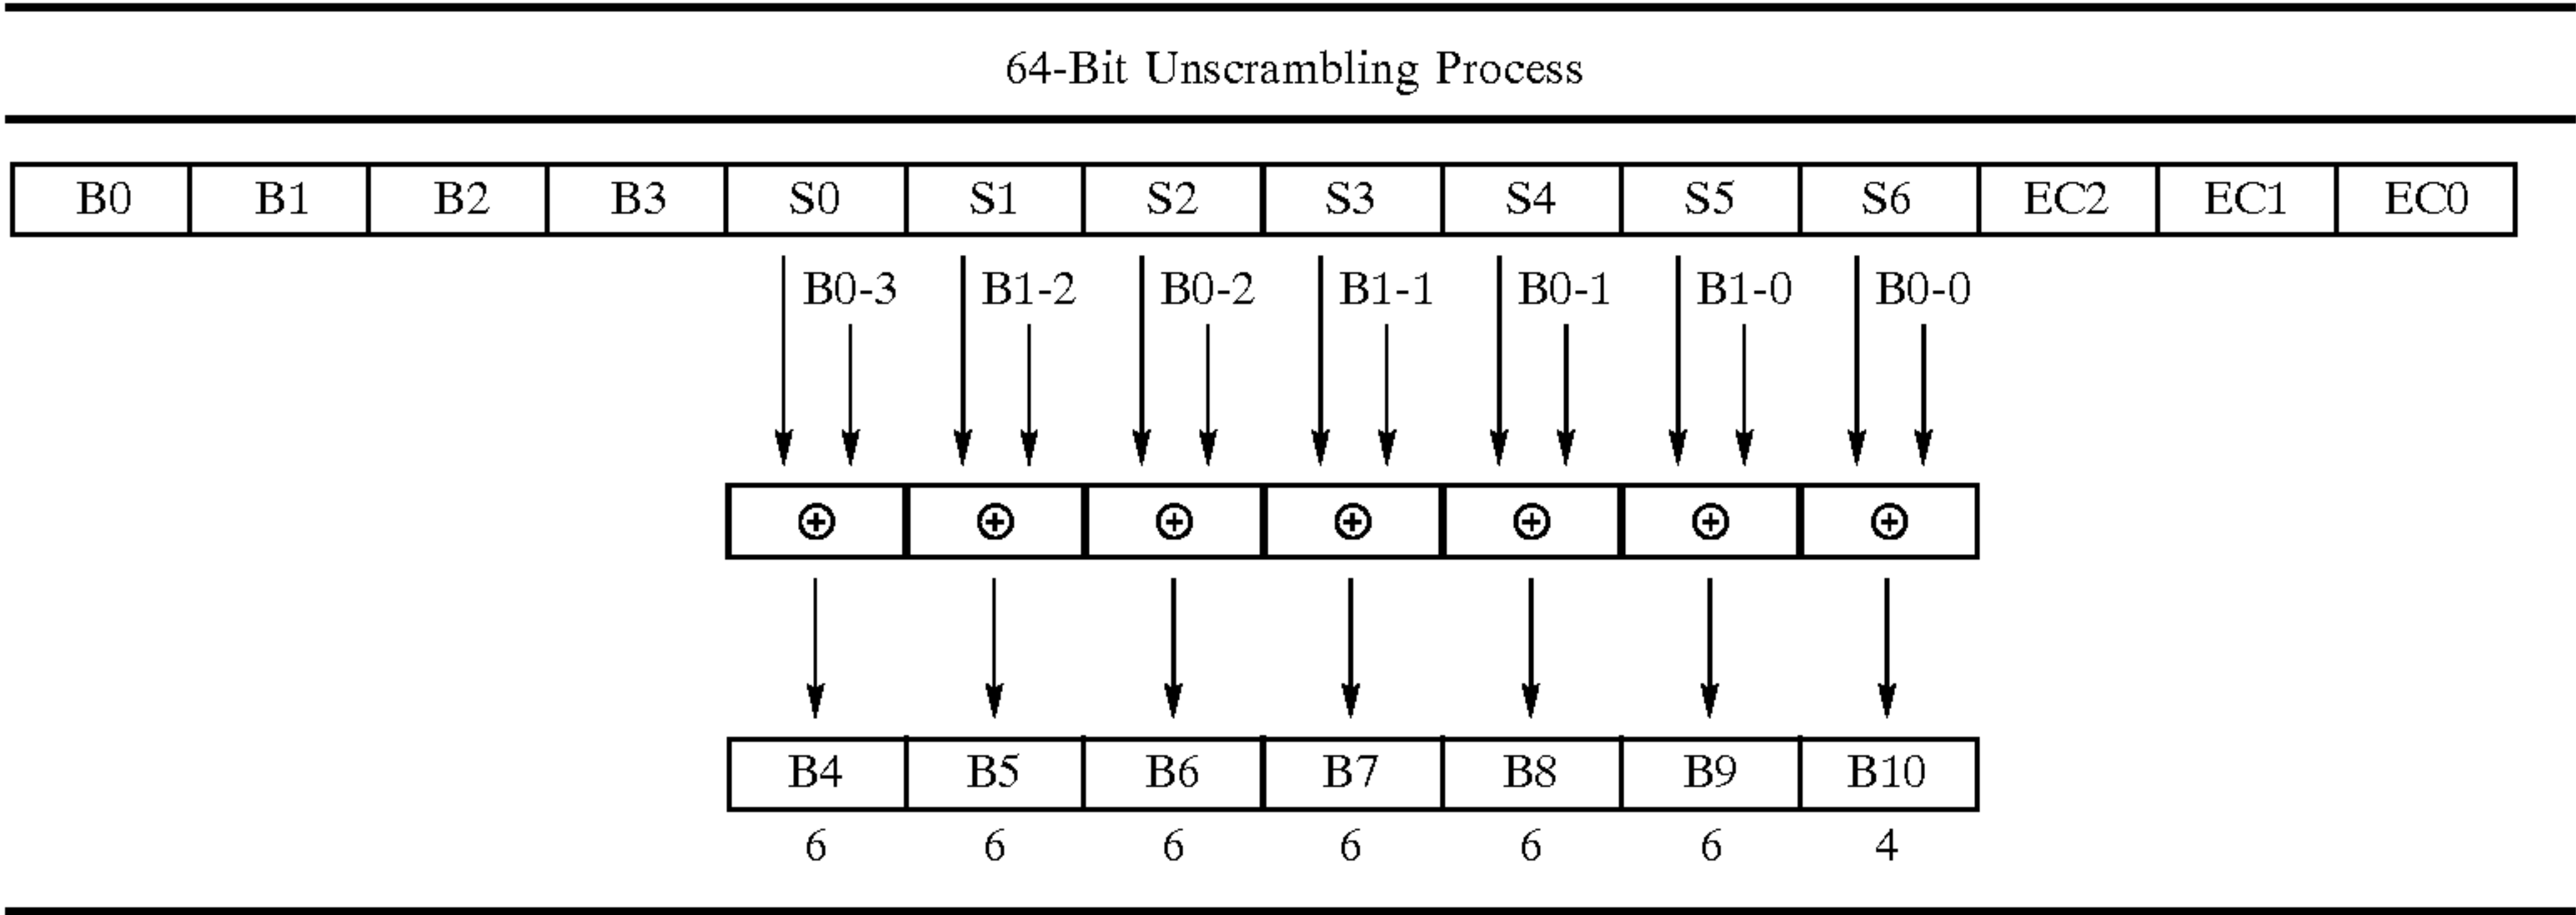 64-Bit Unscrambling Process
B0 B1 B2 B3 S0 S1 S2 S3 S4 S5 S6 EC2 EC1 EC0
B0-3 B1-2 B0-2 B1-1 B0-1 B1-0 B0-0
B4 B5 B6 B7 B8 B9 B10
6 6 6 6 6 6 4